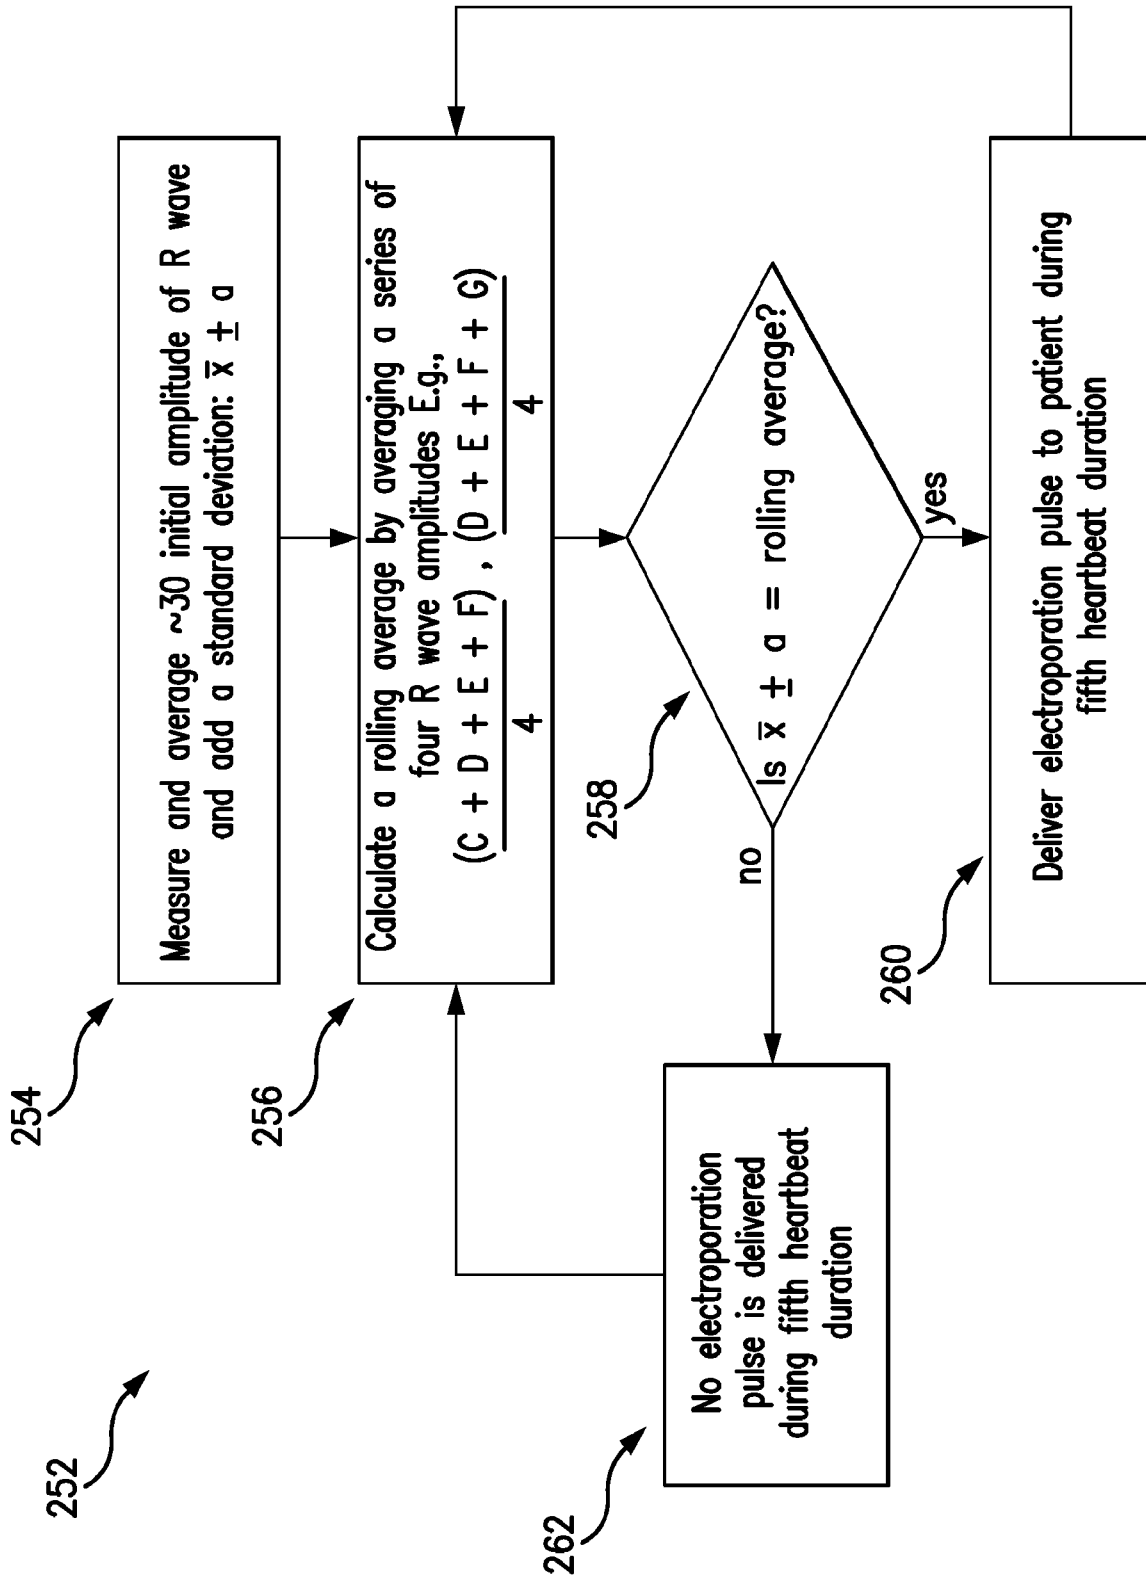 252
254
Measure and average ~30 initial amplitude of R wave
and add a standard deviation: x̄ ± a
256
Calculate a rolling average by averaging a series of
four R wave amplitudes E.g.,
(C + D + E + F) , (D + E + F + G)
4 4
258
Is x̄ ± a = rolling average?
no
yes
262
No electroporation
pulse is delivered
during fifth heartbeat
duration
260
Deliver electroporation pulse to patient during
fifth heartbeat duration